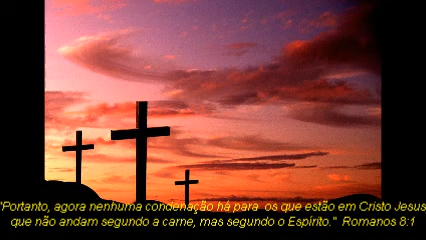 "Portanto, agora nenhuma condenação há para os que estão em Cristo Jesus
que não andam segundo a carne, mas segundo o Espírito." Romanos 8:1